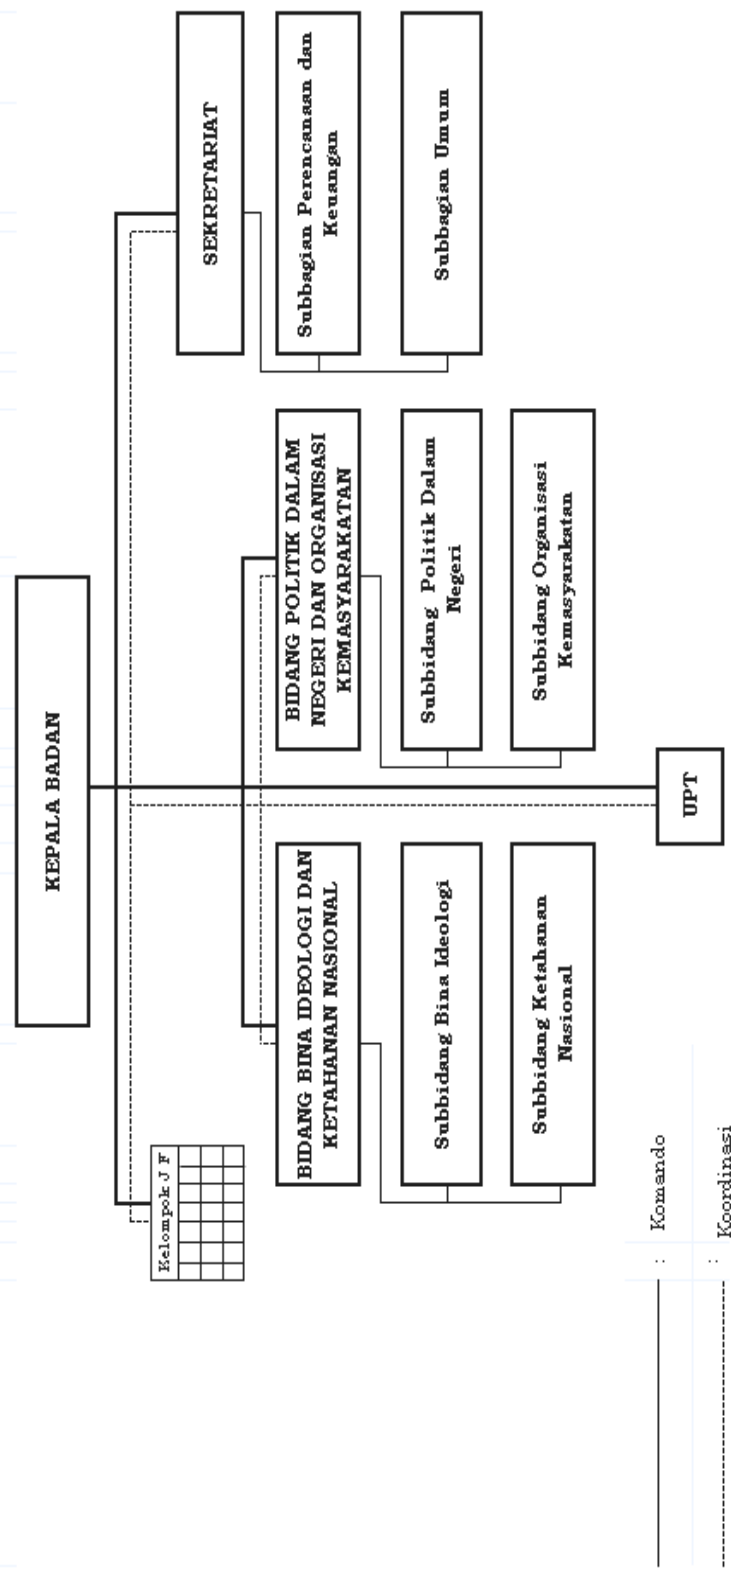 KEPALA BADAN
Kelompok J F
SEKRETARIAT
Subbagian Perencanaan dan
Keuangan
Subbagian Umum
BIDANG BINA IDEOLOGI DAN
KETAHANAN NASIONAL
Subbidang Bina Ideologi
Subbidang Ketahanan
Nasional
BIDANG POLITIK DALAM
NEGERI DAN ORGANISASI
KEMASYARAKATAN
Subbidang Politik Dalam
Negeri
Subbidang Organisasi
Kemasyarakatan
UPT
: Komando
: Koordinasi